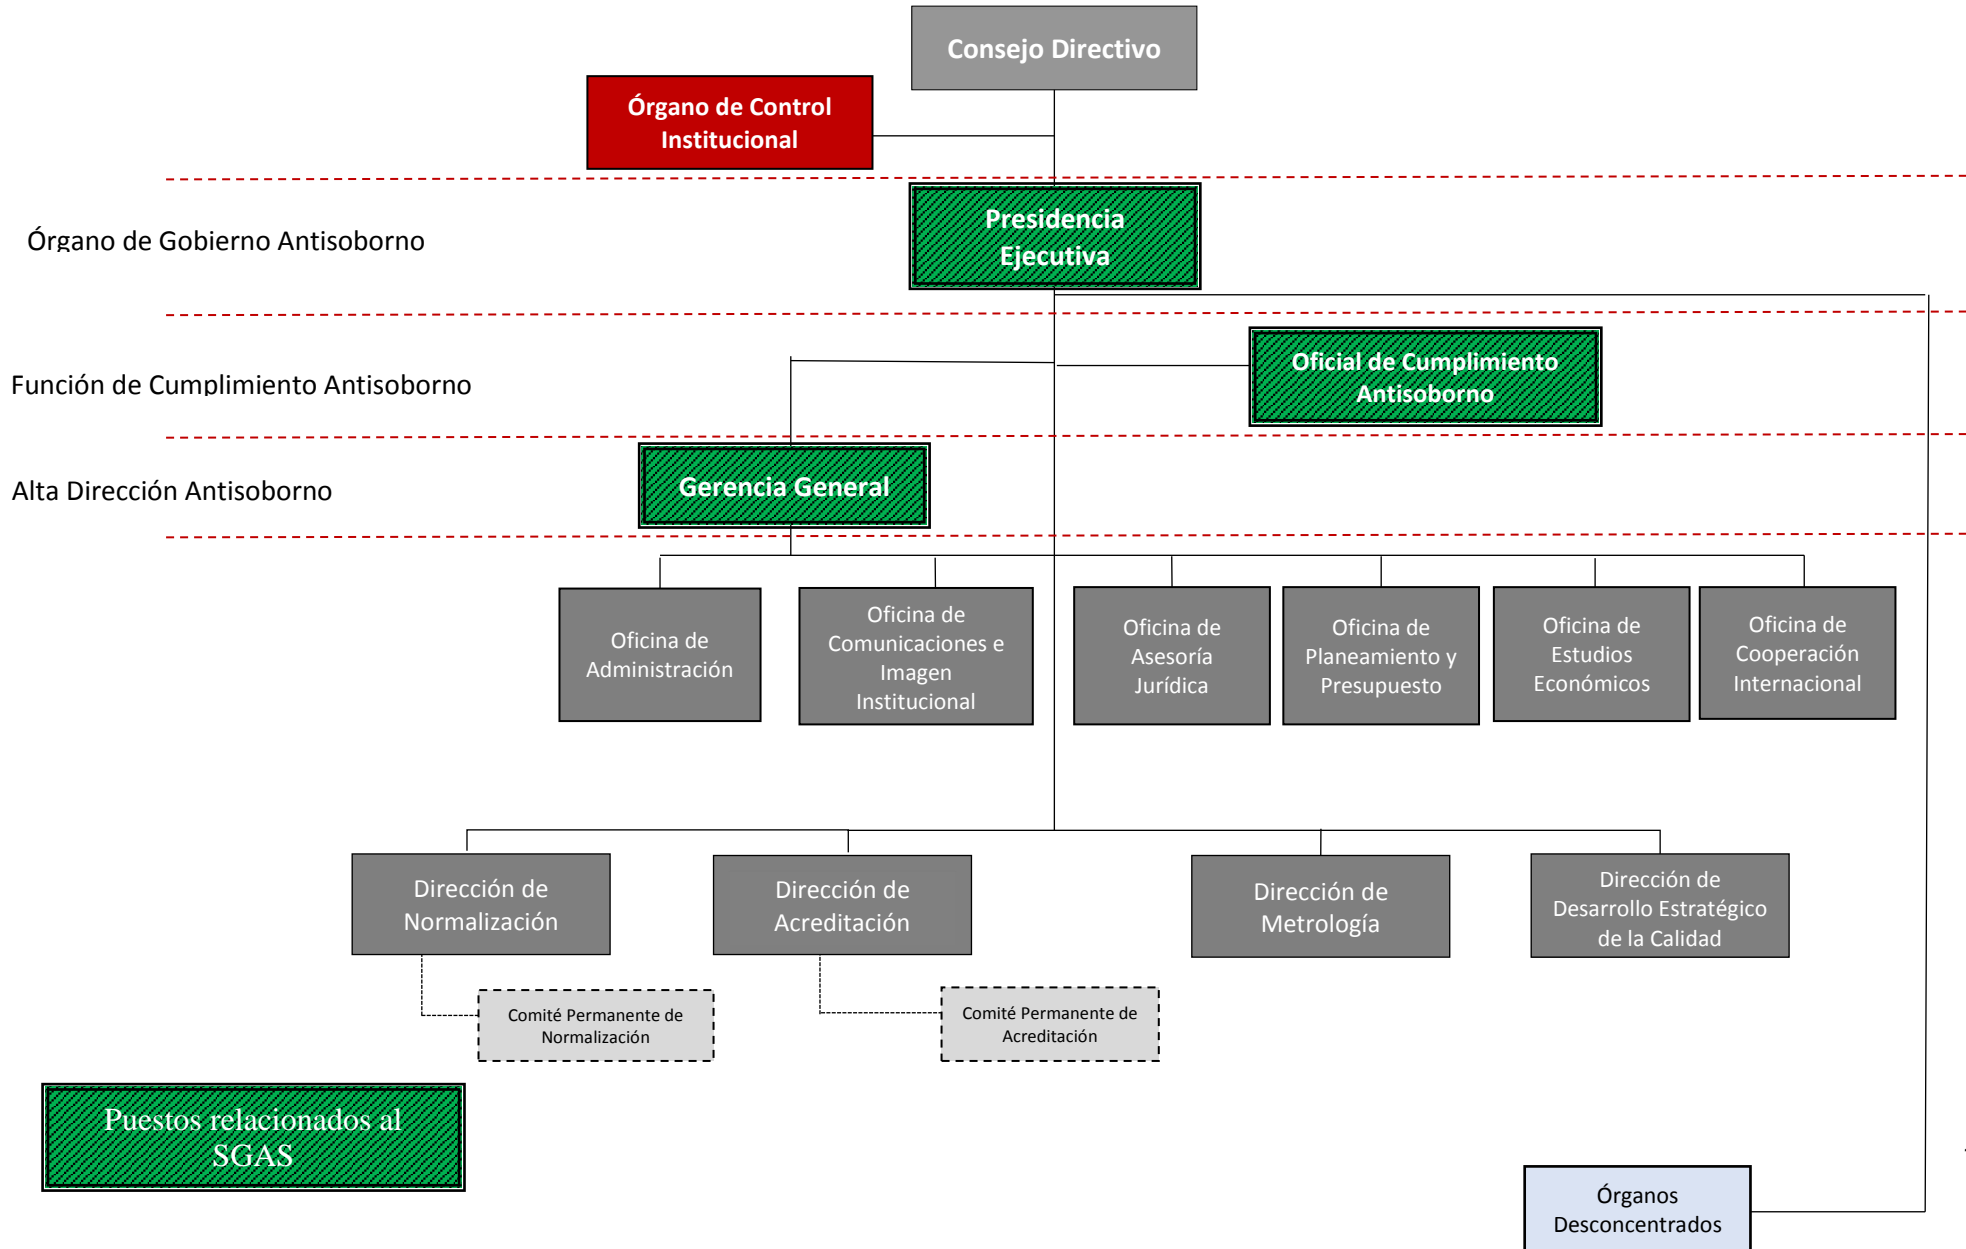 Consejo Directivo
Órgano de Control
Institucional
Órgano de Gobierno Antisoborno
Presidencia
Ejecutiva
Función de Cumplimiento Antisoborno
Oficial de Cumplimiento
Antisoborno
Alta Dirección Antisoborno
Gerencia General
Oficina de
Administración
Oficina de
Comunicaciones e
Imagen
Institucional
Oficina de
Asesoría
Jurídica
Oficina de
Planeamiento y
Presupuesto
Oficina de
Estudios
Económicos
Oficina de
Cooperación
Internacional
Dirección de
Normalización
Dirección de
Acreditación
Dirección de
Metrología
Dirección de
Desarrollo Estratégico
de la Calidad
Comité Permanente de
Normalización
Comité Permanente de
Acreditación
Puestos relacionados al
SGAS
Órganos
Desconcentrados